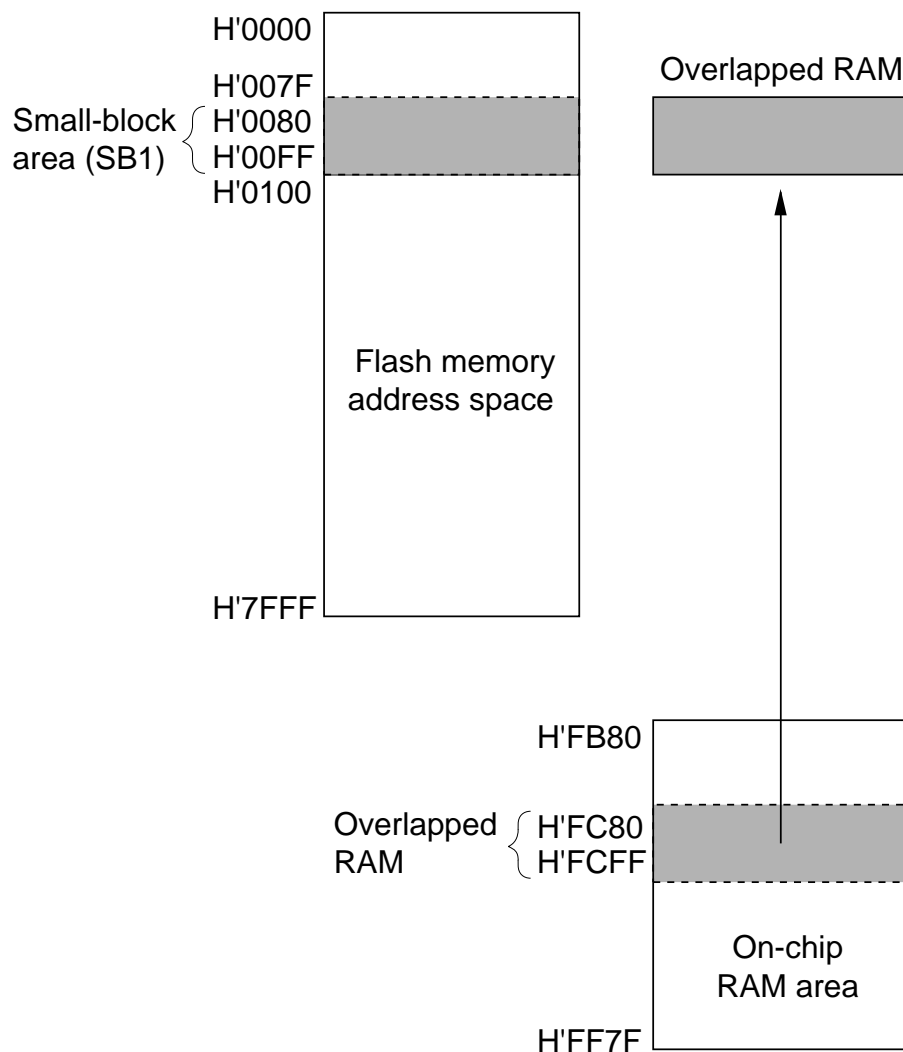 H'0000
H'007F
Overlapped RAM
Small-block
area (SB1)
H'0080
H'00FF
H'0100
Flash memory
address space
H'7FFF
H'FB80
Overlapped
RAM
H'FC80
H'FCFF
On-chip
RAM area
H'FF7F